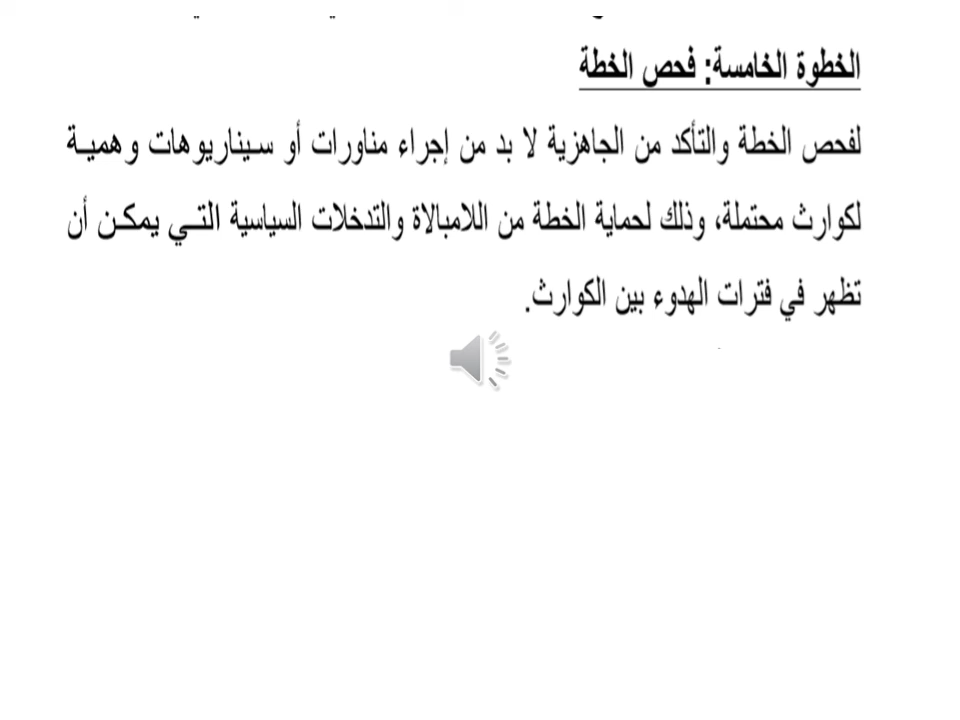 الخطوة الخامسة: فحص الخطة
لفحص الخطة والتأكد من الجاهزية لا بد من إجراء مناورات أو سيناريوهات وهمية
لكوارث محتملة، وذلك لحماية الخطة من اللامبالاة والتدخلات السياسية التي يمكن أن
تظهر في فترات الهدوء بين الكوارث.